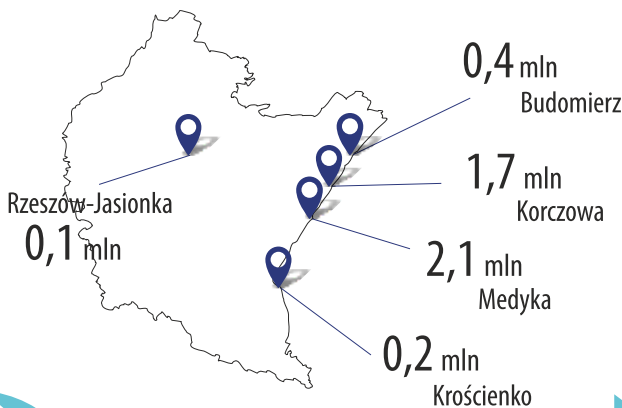 0,4 mln
Budomierz
1,7 mln
Korczowa
Rzeszów-Jasionka
0,1 mln
2,1 mln
Medyka
0,2 mln
Krościenko